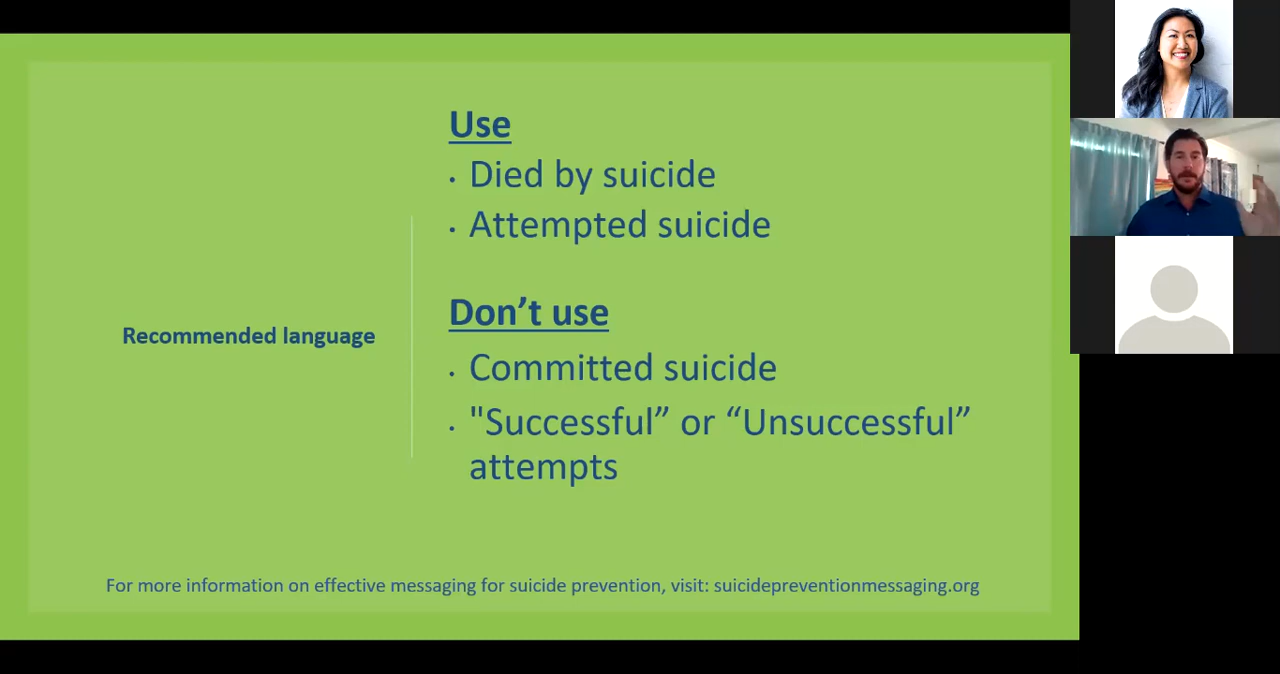 Use
· Died by suicide
· Attempted suicide
Don’t use
Recommended language
· Committed suicide
· "Successful” or “Unsuccessful”
attempts
For more information on effective messaging for suicide prevention, visit: suicidepreventionmessaging.org